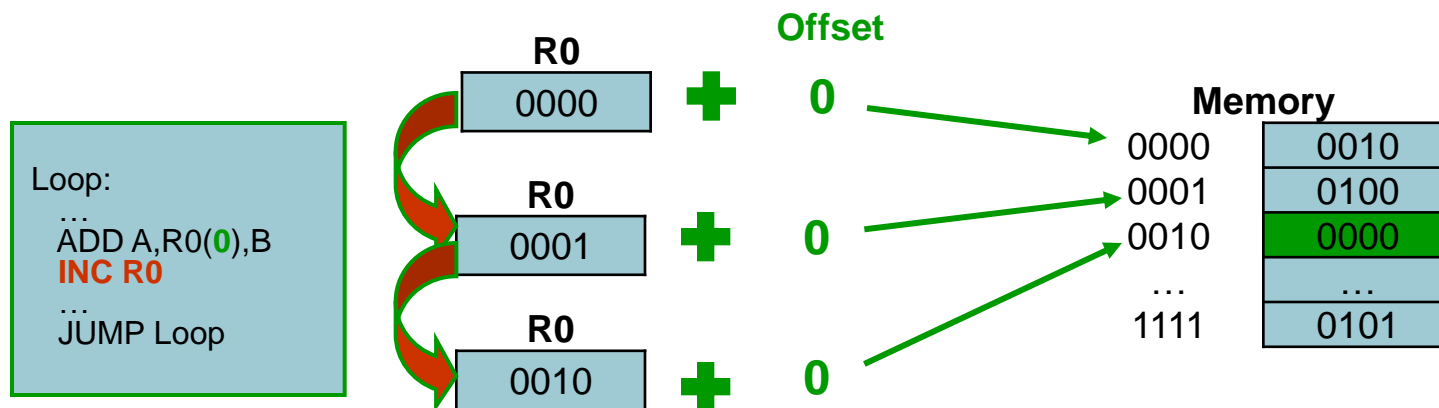 Loop:
…
ADD A,R0(0),B
INC R0
…
JUMP Loop
R0
0000
R0
0001
R0
0010
Offset
0
0
0
Memory
0000 0010
0001 0100
0010 0000
… …
1111 0101